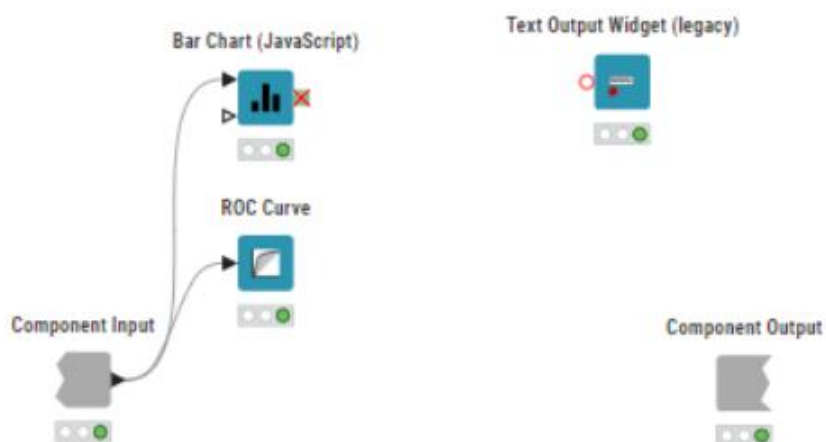 Text Output Widget (legacy)
Bar Chart (JavaScript)
ROC Curve
Component Input
Component Output